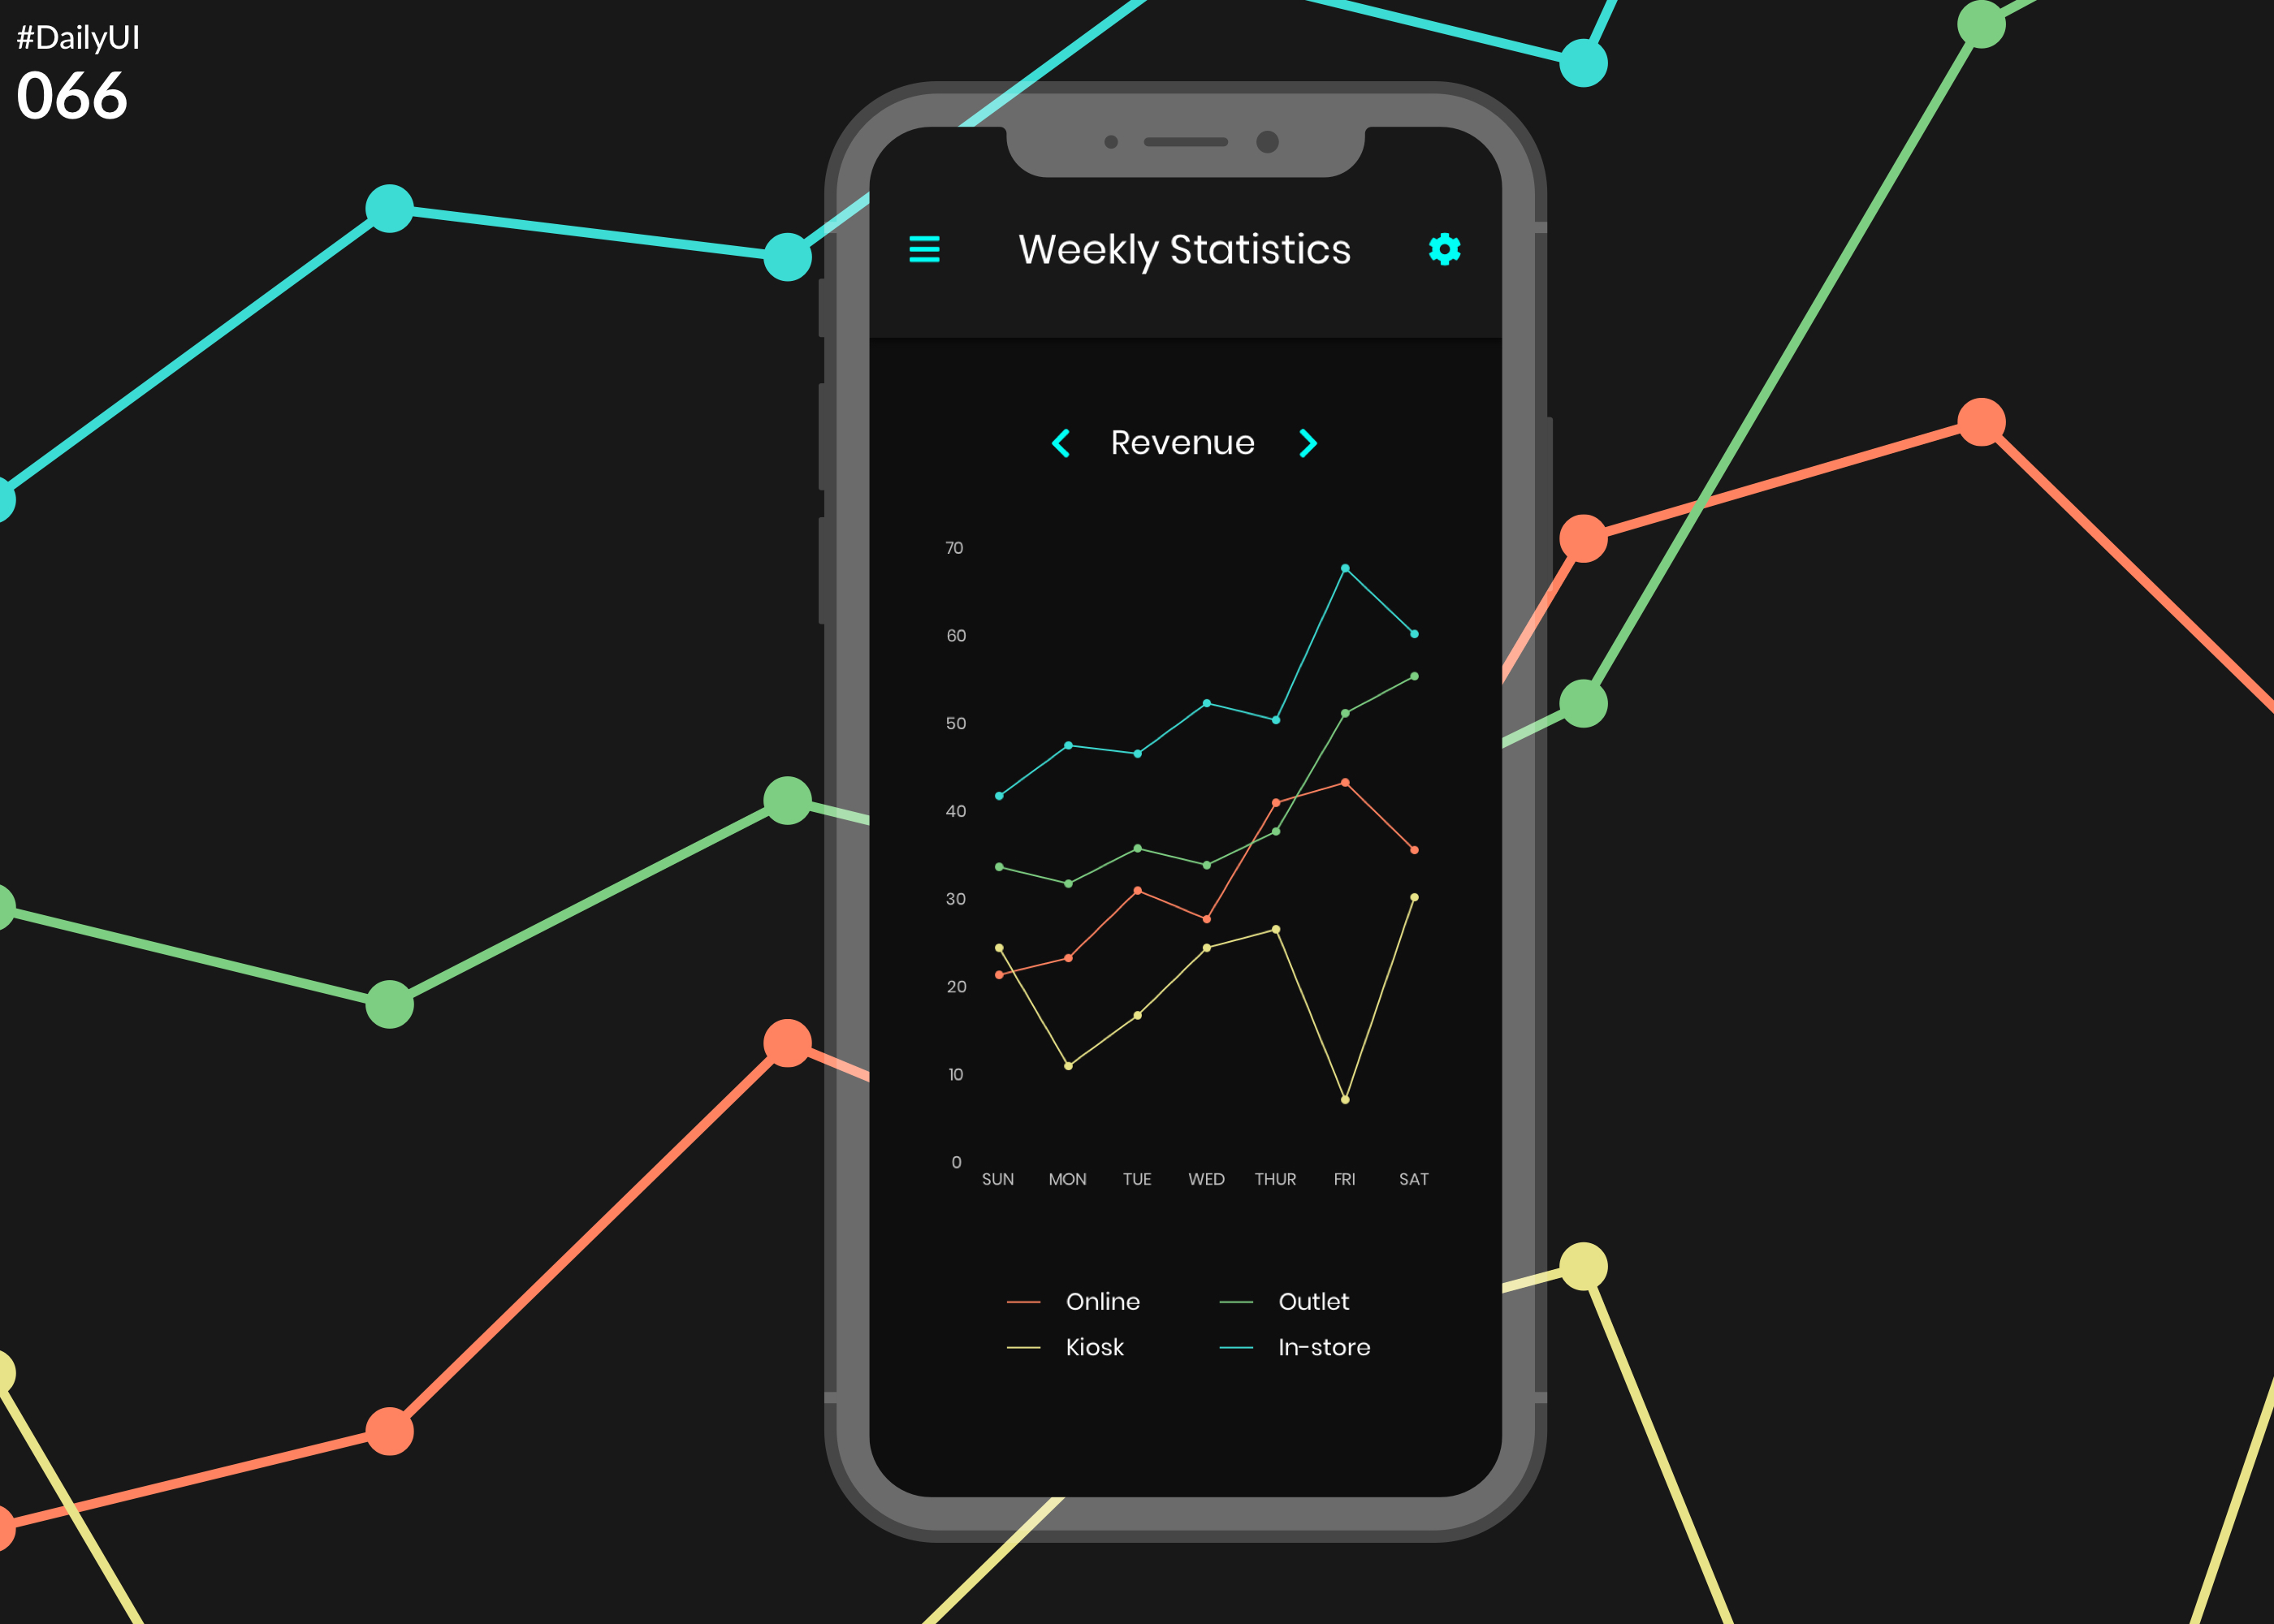 #DailyUI
066
Weekly Statistics
Revenue
70
60
50
40
30
20
10
0
SUN MON TUE WED THUR FRI SAT
Online Outlet
Kiosk In-store